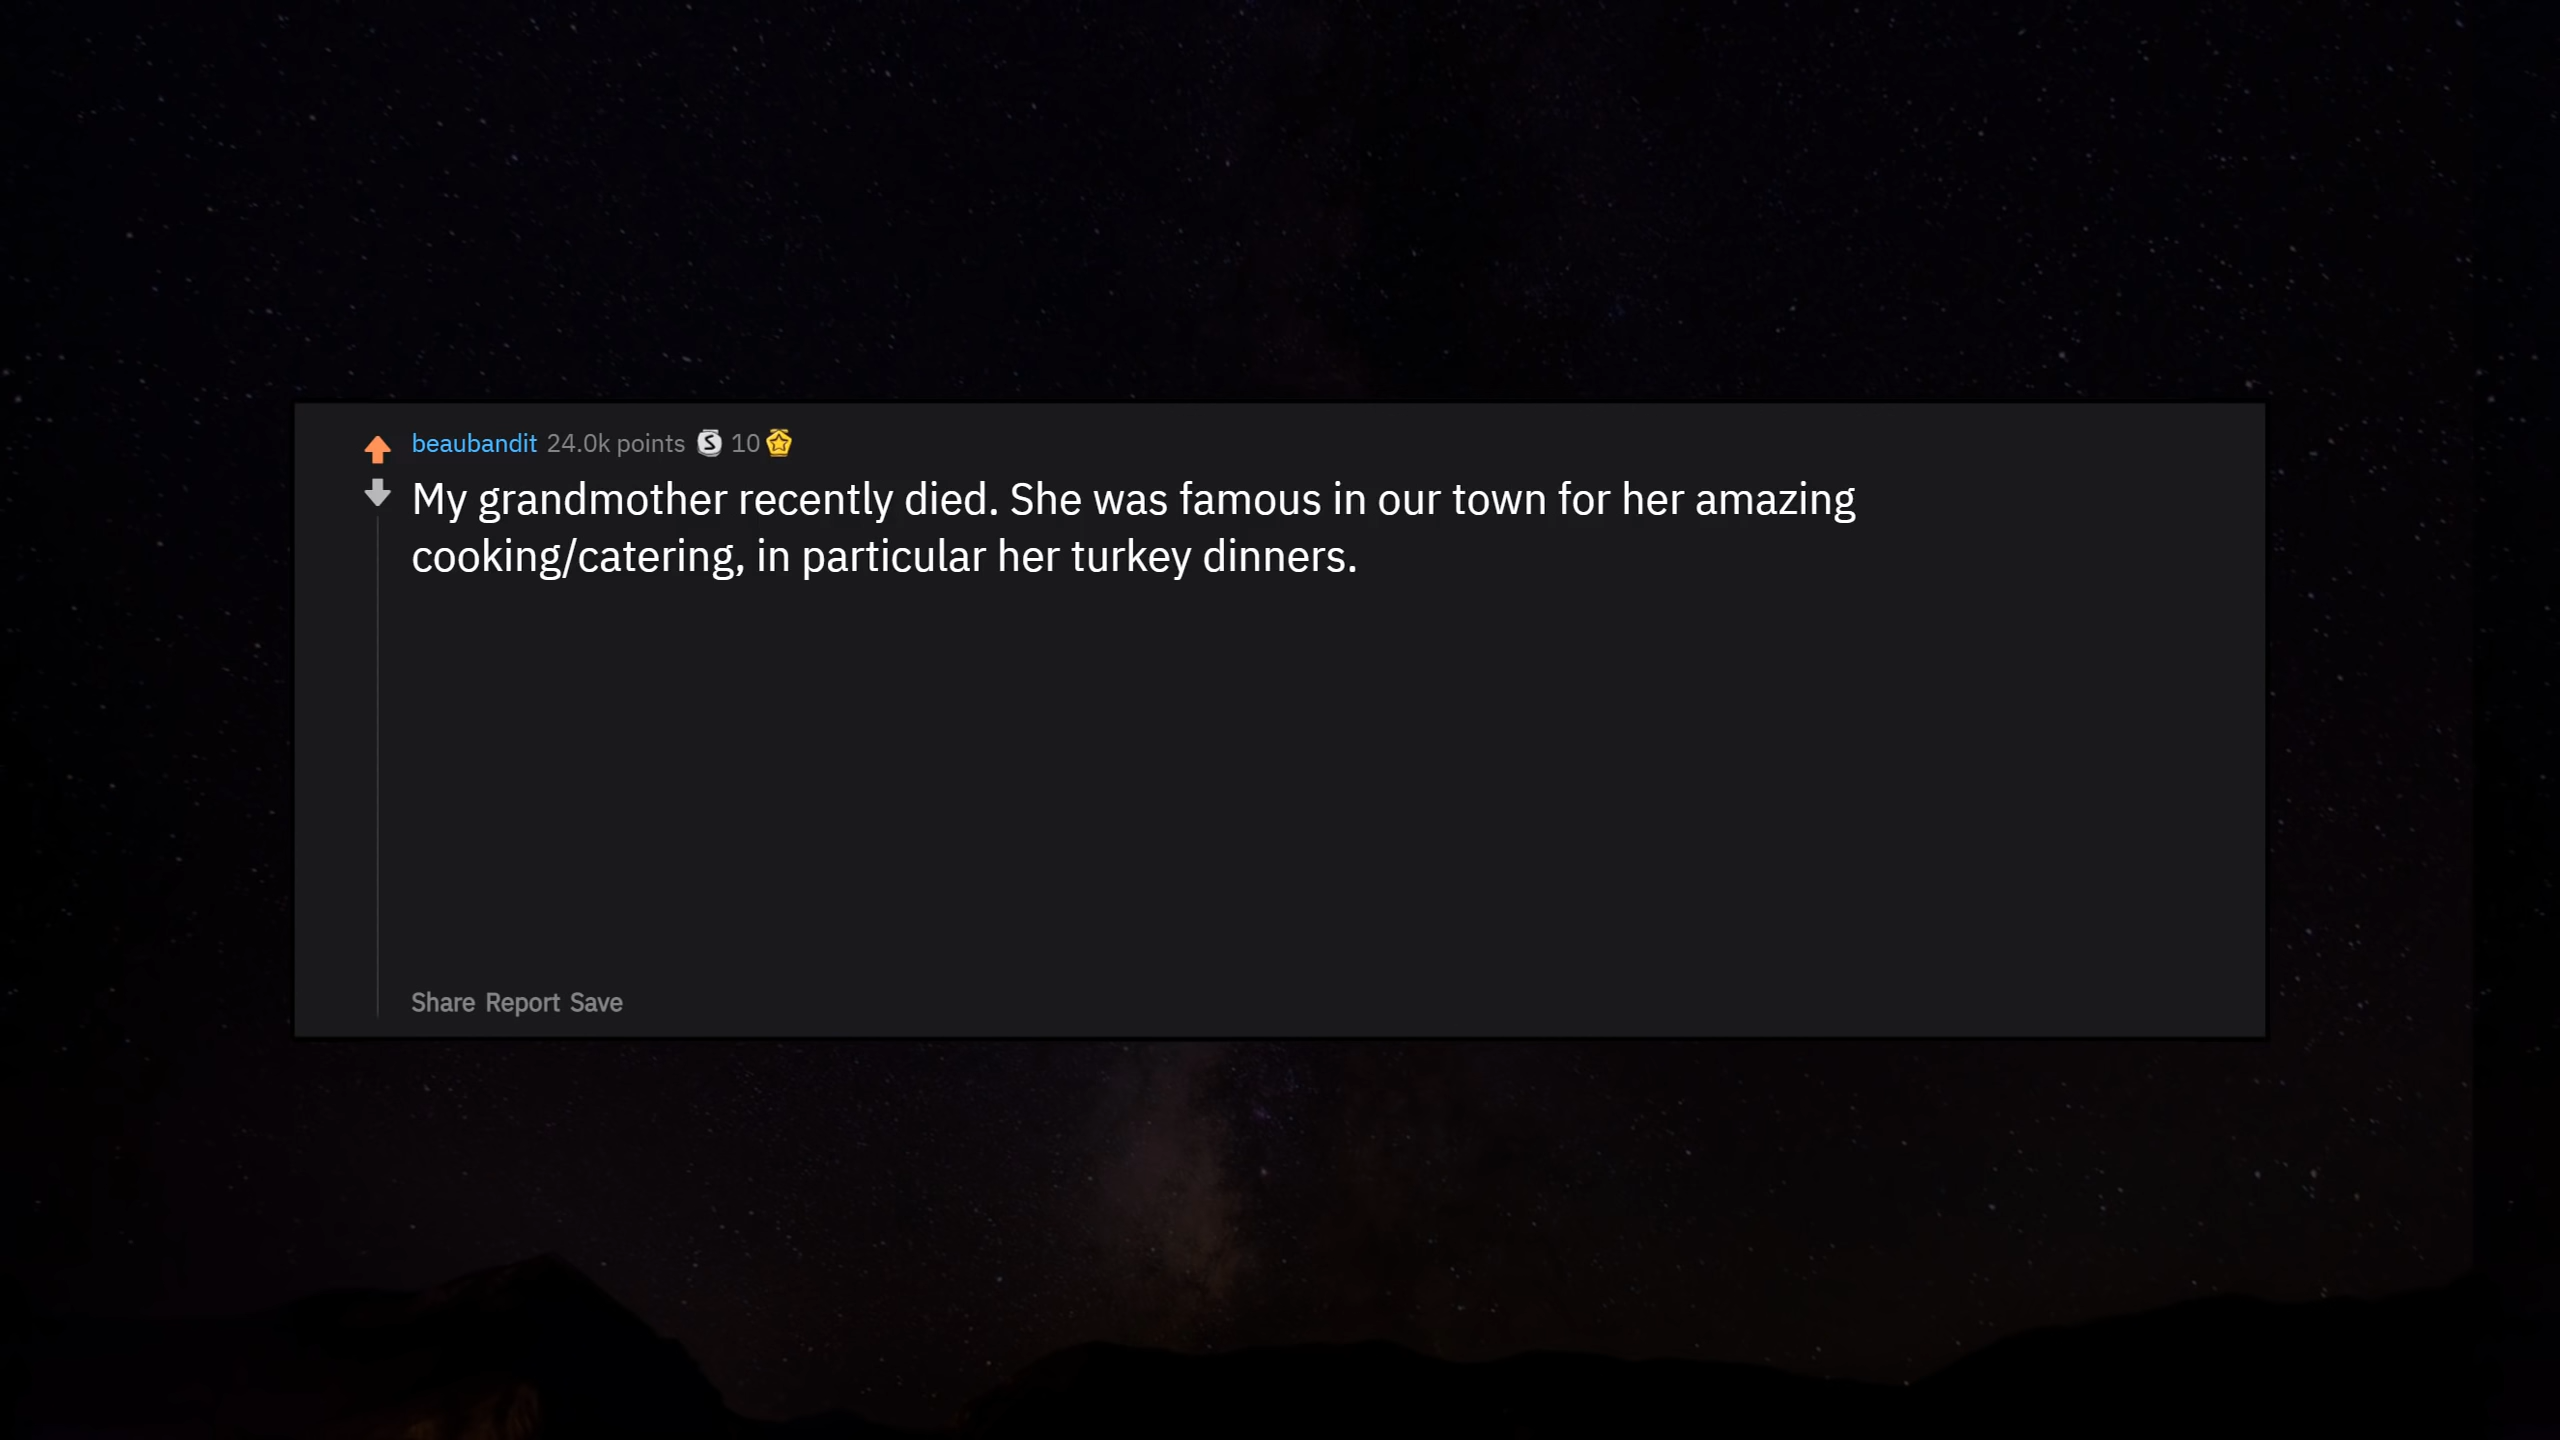 beaubandit 24.0k points S 10
My grandmother recently died. She was famous in our town for her amazing
cooking/catering, in particular her turkey dinners.
Share Report Save